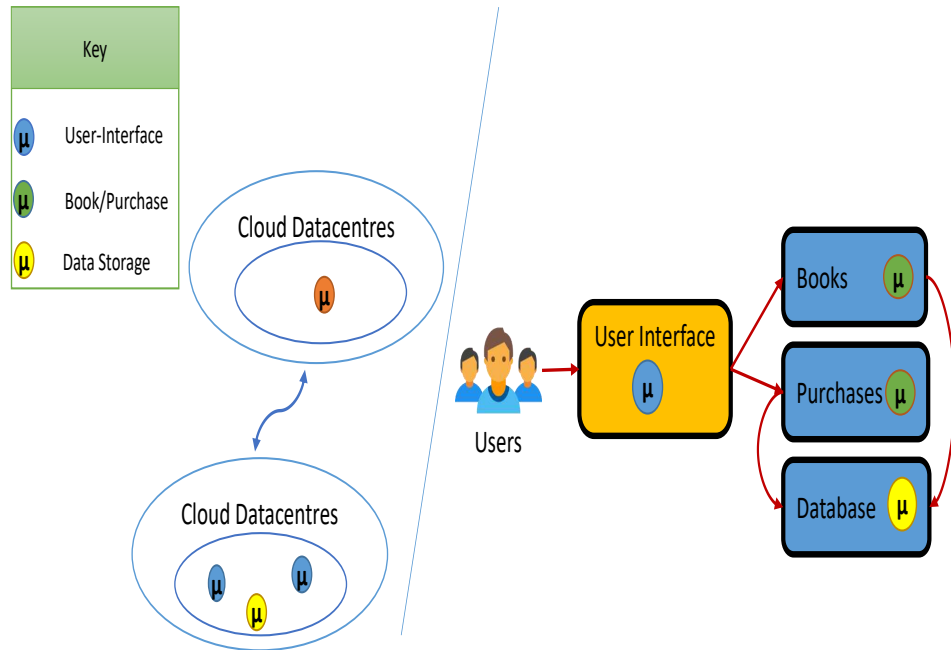 Key
μ User-Interface
μ Book/Purchase
μ Data Storage
Cloud Datacentres
μ
Cloud Datacentres
μ μ
μ
Users
User Interface
μ
Books μ
Purchases μ
Database μ